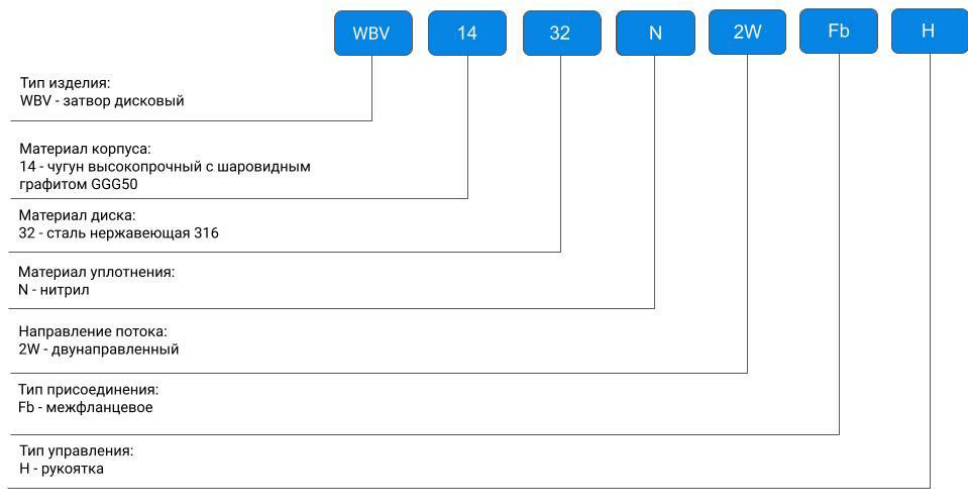 WBV 14 32 N 2W Fb H
Тип изделия:
WBV - затвор дисковый
Материал корпуса:
14 - чугун высокопрочный с шаровидным
графитом GGG50
Материал диска:
32 - сталь нержавеющая 316
Материал уплотнения:
N - нитрил
Направление потока:
2W - двунаправленный
Тип присоединения:
Fb - межфланцевое
Тип управления:
H - рукоятка